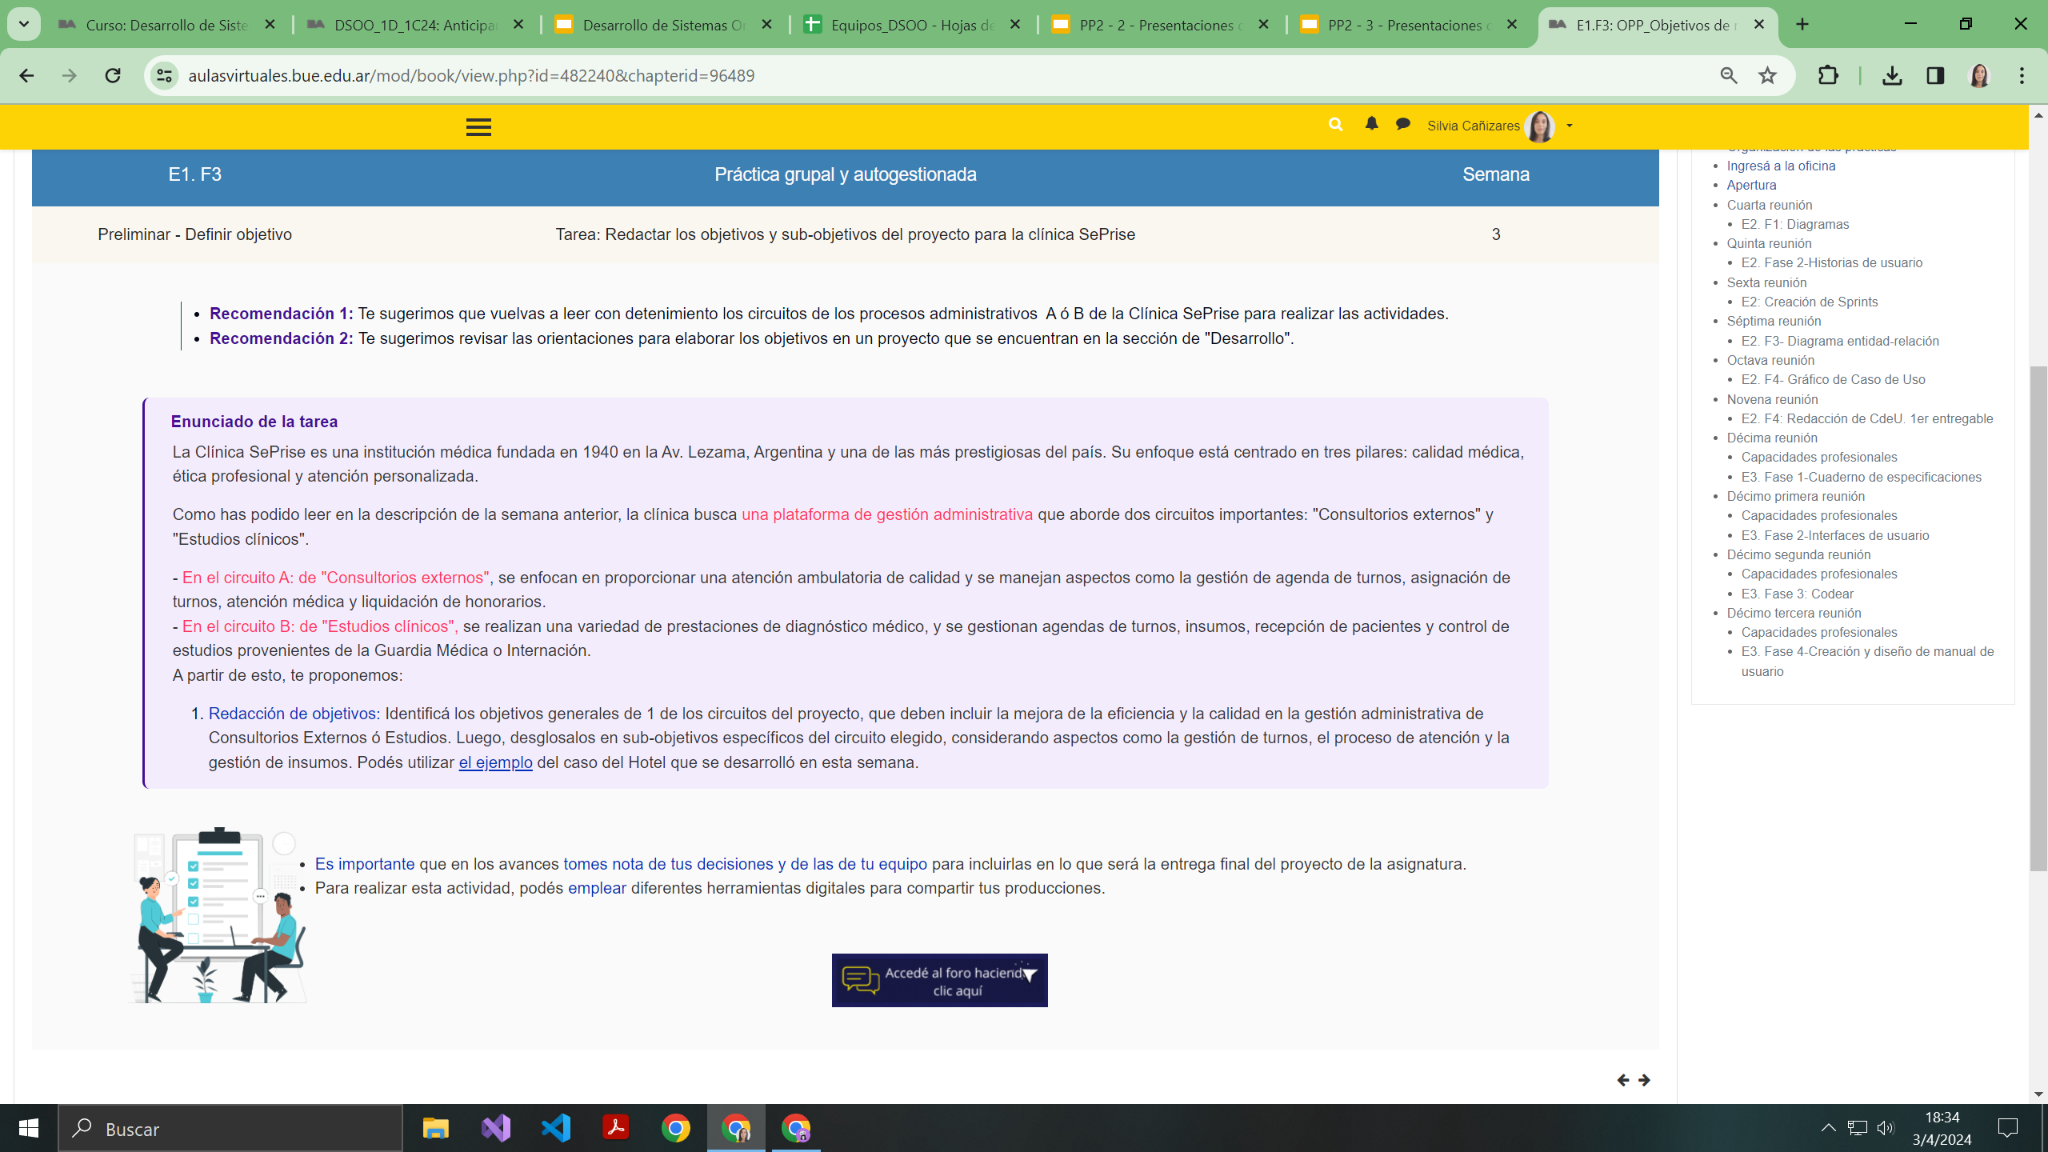 Curso: Desarrollo de Siste
DSOO_1D_1C24: Anticipa
Desarrollo de Sistemas O
Equipos_DSOO - Hojas de
PP2 - 2 - Presentaciones
PP2 - 3 - Presentaciones
E1.F3: OPP_Objetivos de
aulasvirtuales.bue.edu.ar/mod/book/view.php?id=482240&chapterid=96489
Silvia Cañizares
E1. F3 Práctica grupal y autogestionada Semana
Preliminar - Definir objetivo Tarea: Redactar los objetivos y sub-objetivos del proyecto para la clínica SePrise 3
• Recomendación 1: Te sugerimos que vuelvas a leer con detenimiento los circuitos de los procesos administrativos A ó B de la Clínica SePrise para realizar las actividades.
• Recomendación 2: Te sugerimos revisar las orientaciones para elaborar los objetivos en un proyecto que se encuentran en la sección de "Desarrollo".
Enunciado de la tarea
La Clínica SePrise es una institución médica fundada en 1940 en la Av. Lezama, Argentina y una de las más prestigiosas del país. Su enfoque está centrado en tres pilares: calidad médica,
ética profesional y atención personalizada.
Como has podido leer en la descripción de la semana anterior, la clínica busca una plataforma de gestión administrativa que aborde dos circuitos importantes: "Consultorios externos" y
"Estudios clínicos".
- En el circuito A: de "Consultorios externos", se enfocan en proporcionar una atención ambulatoria de calidad y se manejan aspectos como la gestión de agenda de turnos, asignación de
turnos, atención médica y liquidación de honorarios.
- En el circuito B: de "Estudios clínicos", se realizan una variedad de prestaciones de diagnóstico médico, y se gestionan agendas de turnos, insumos, recepción de pacientes y control de
estudios provenientes de la Guardia Médica o Internación.
A partir de esto, te proponemos:
1. Redacción de objetivos: Identificá los objetivos generales de 1 de los circuitos del proyecto, que deben incluir la mejora de la eficiencia y la calidad en la gestión administrativa de
Consultorios Externos ó Estudios. Luego, desglosalos en sub-objetivos específicos del circuito elegido, considerando aspectos como la gestión de turnos, el proceso de atención y la
gestión de insumos. Podés utilizar el ejemplo del caso del Hotel que se desarrolló en esta semana.
• Es importante que en los avances tomes nota de tus decisiones y de las de tu equipo para incluirlas en lo que será la entrega final del proyecto de la asignatura.
• Para realizar esta actividad, podés emplear diferentes herramientas digitales para compartir tus producciones.
Accedé al foro haciend
clic aquí
Organización de las prácticas
• Ingresá a la oficina
• Apertura
• Cuarta reunión
• E2. F1: Diagramas
• Quinta reunión
• E2. Fase 2-Historias de usuario
• Sexta reunión
• E2: Creación de Sprints
• Séptima reunión
• E2. F3- Diagrama entidad-relación
• Octava reunión
• E2. F4- Gráfico de Caso de Uso
• Novena reunión
• E2. F4: Redacción de CdeU. 1er entregable
• Décima reunión
• Capacidades profesionales
• E3. Fase 1-Cuaderno de especificaciones
• Décimo primera reunión
• Capacidades profesionales
• E3. Fase 2-Interfaces de usuario
• Décimo segunda reunión
• Capacidades profesionales
• E3. Fase 3: Codear
• Décimo tercera reunión
• Capacidades profesionales
• E3. Fase 4-Creación y diseño de manual de
usuario
Buscar
18:34
3/4/2024